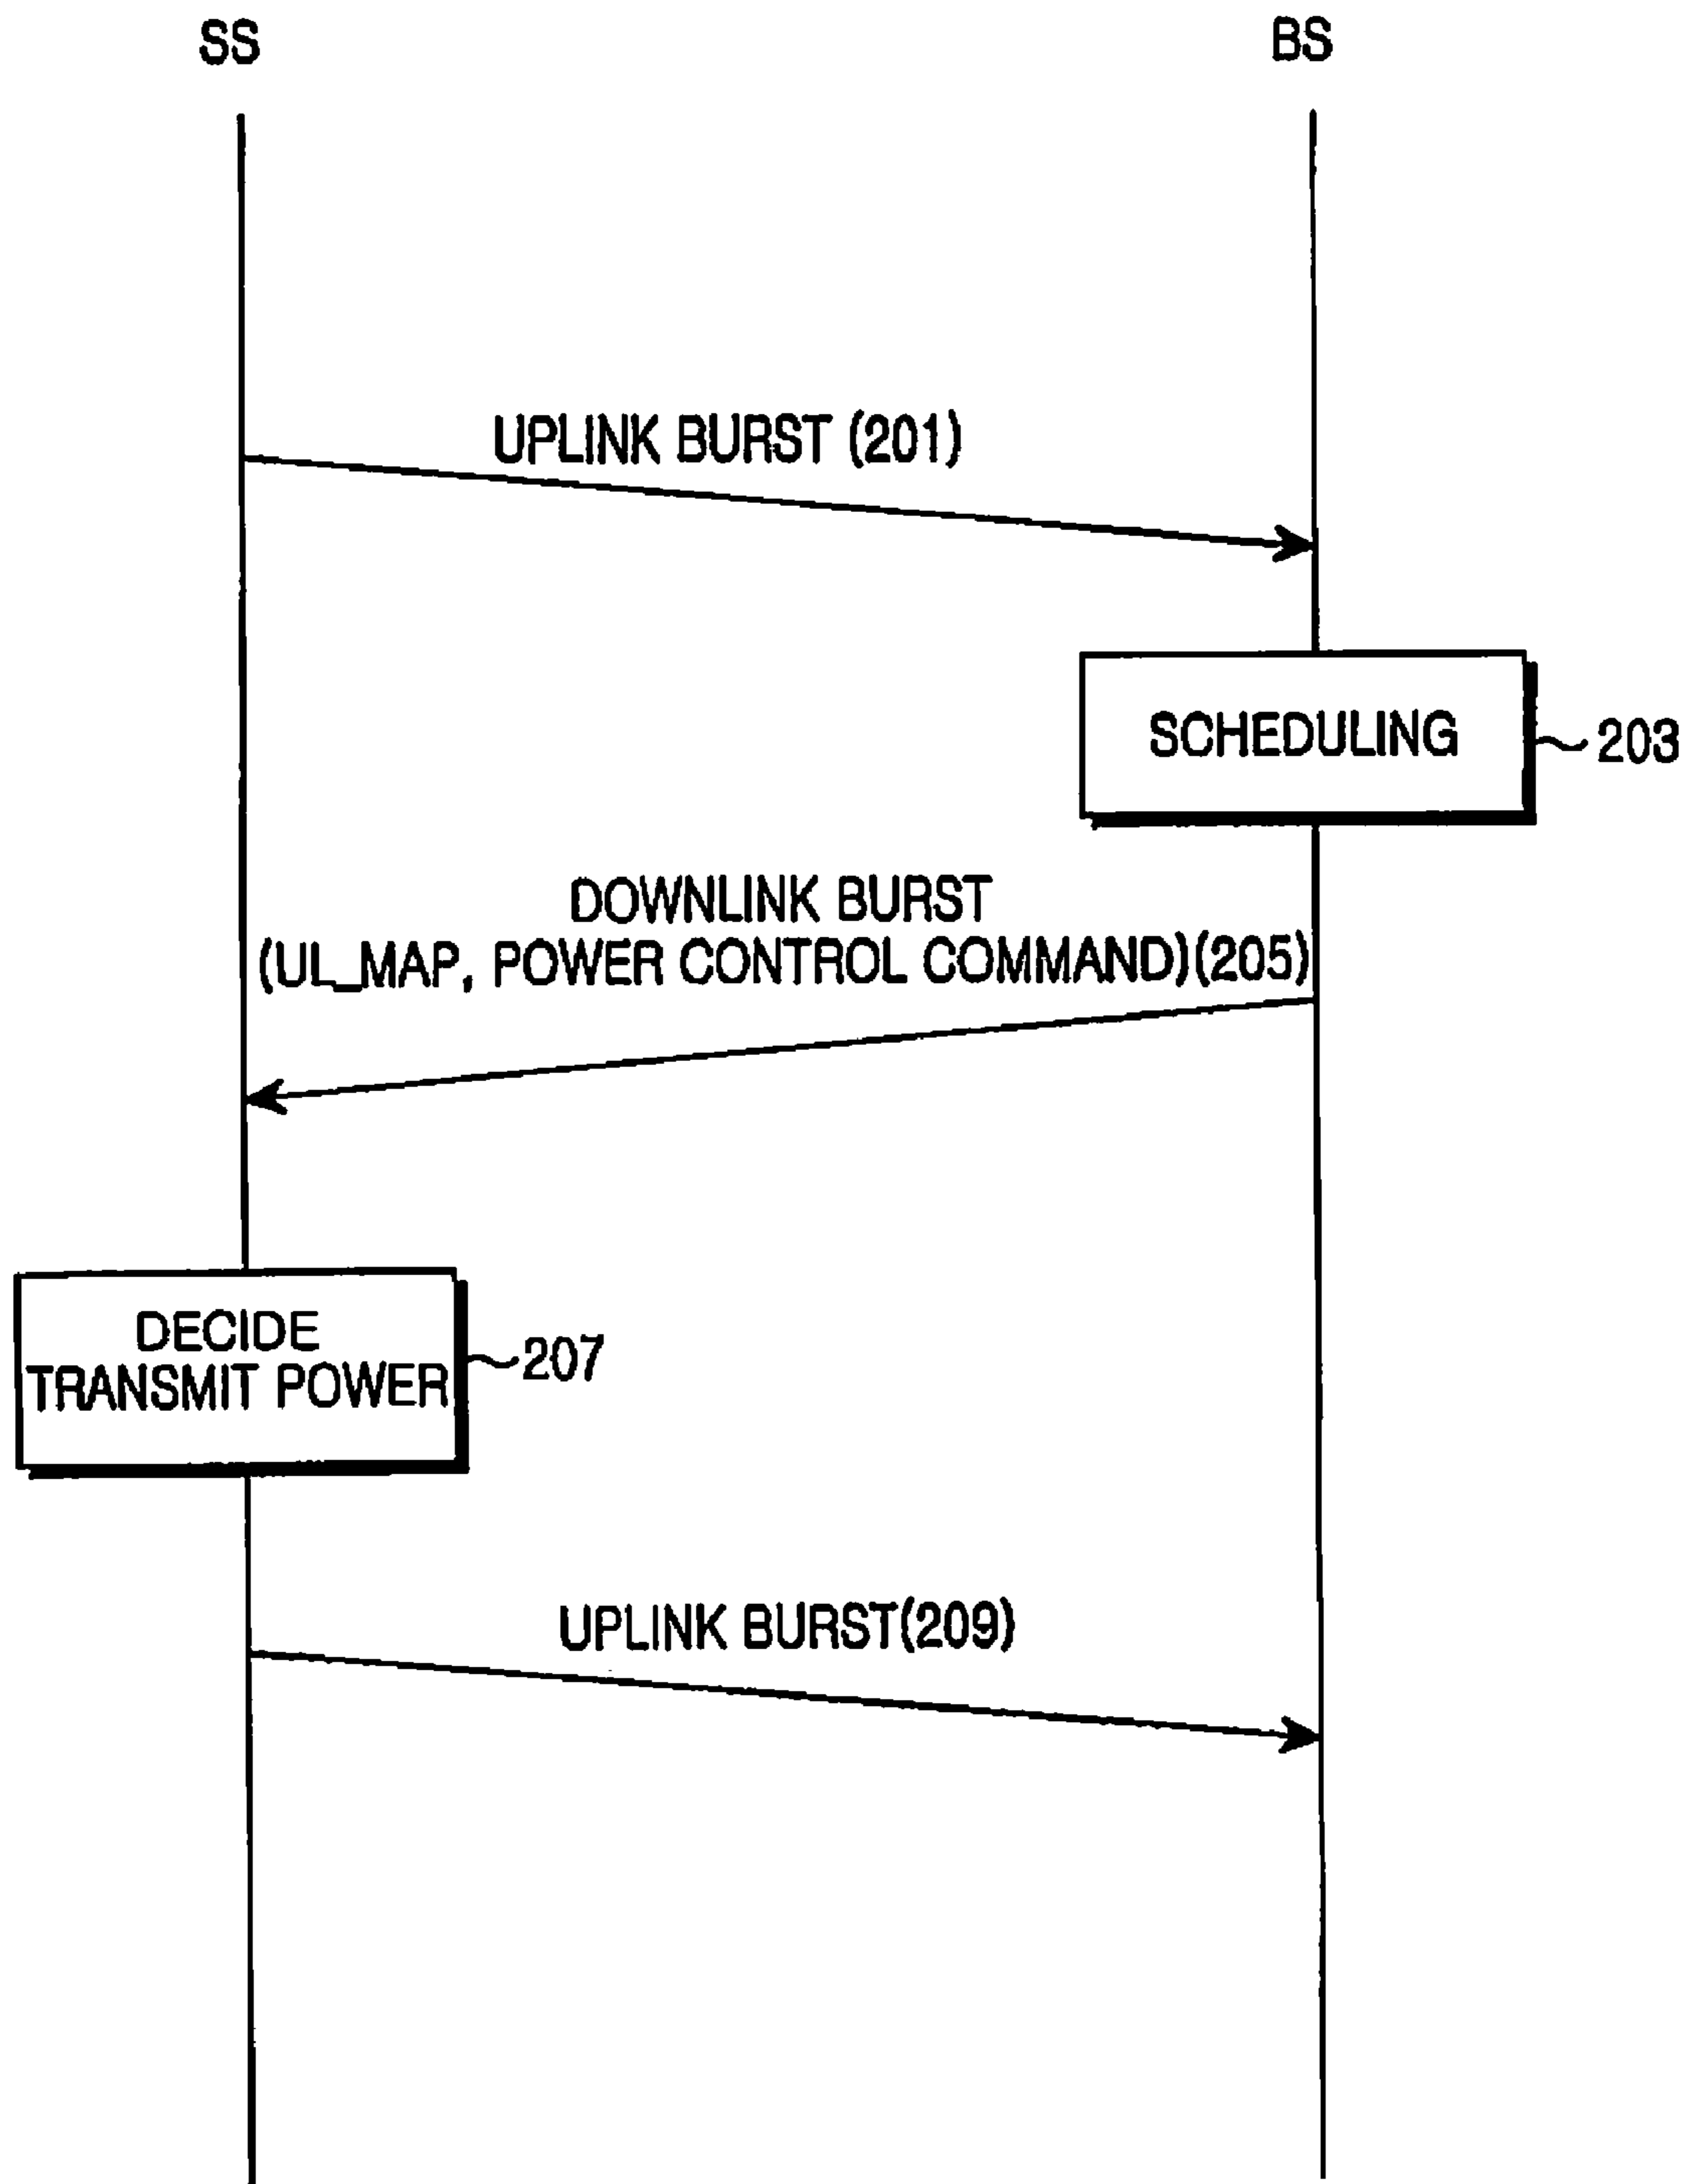 SS
BS
UPLINK BURST (201)
SCHEDULING
203
DOWNLINK BURST
(UL_MAP, POWER CONTROL COMMAND)(205)
DECIDE
TRANSMIT POWER
207
UPLINK BURST(209)